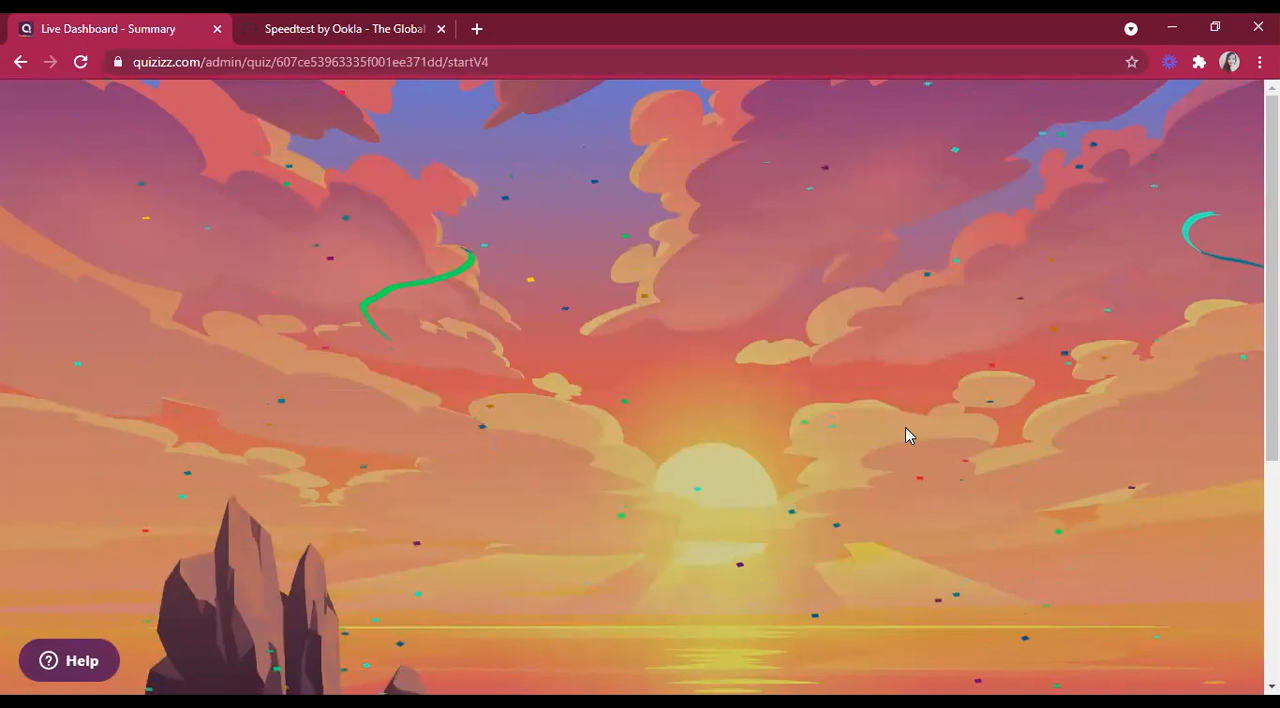 Live Dashboard - Summary
Speedtest by Ookla - The Global
quizizz.com/admin/quiz/607ce53963335f001ee371dd/startV4
Help